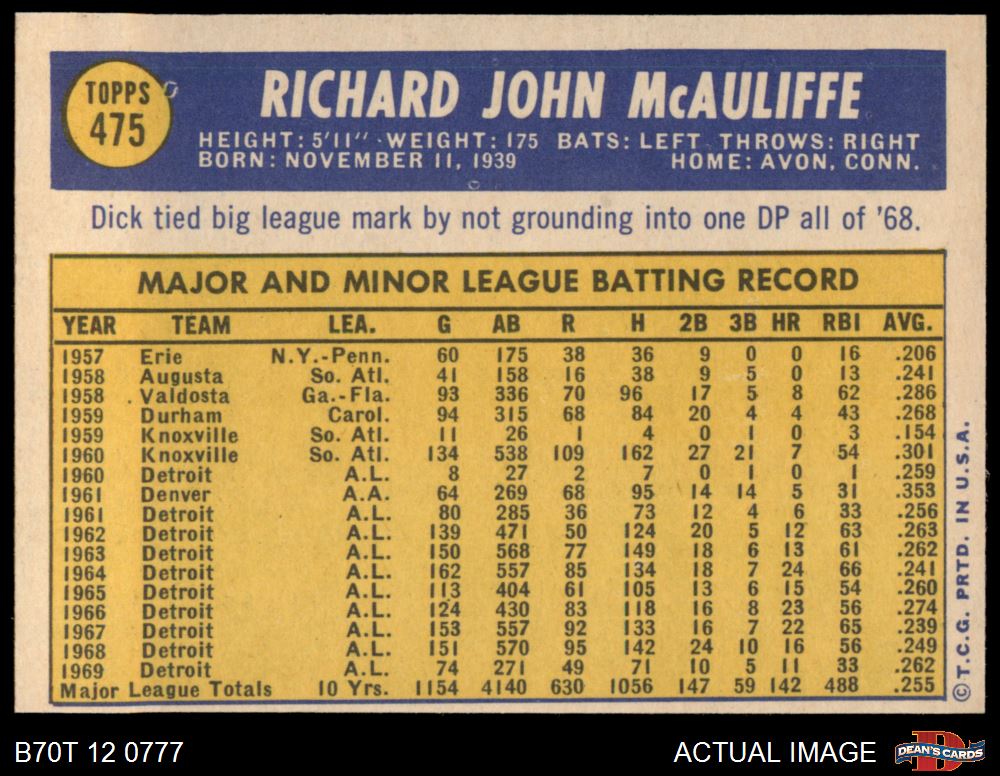 TOPPS
475
RICHARD JOHN McAULIFFE
HEIGHT: 5'11" · WEIGHT: 175 BATS: LEFT THROWS: RIGHT
BORN: NOVEMBER 11, 1939 HOME: AVON, CONN.
Dick tied big league mark by not grounding into one DP all of '68.
MAJOR AND MINOR LEAGUE BATTING RECORD
YEAR TEAM LEA. G AB R H 2B 3B HR RBI AVG.
1957 Erie N.Y.-Penn. 60 175 38 36 9 0 0 16 .206
1958 Augusta So. Atl. 41 158 16 38 9 5 0 13 .241
1958 Valdosta Ga.-Fla. 93 336 70 96 17 5 8 62 .286
1959 Durham Carol. 94 315 68 84 20 4 4 43 .268
1959 Knoxville So. Atl. 11 26 1 4 0 1 0 3 .154
1960 Knoxville So. Atl. 134 538 109 162 27 21 7 54 .301
1960 Detroit A.L. 8 27 2 7 0 1 0 1 .259
1961 Denver A.A. 64 269 68 95 14 14 5 31 .353
1961 Detroit A.L. 80 285 36 73 12 4 6 33 .256
1962 Detroit A.L. 139 471 50 124 20 5 12 63 .263
1963 Detroit A.L. 150 568 77 149 18 6 13 61 .262
1964 Detroit A.L. 162 557 85 134 18 7 24 66 .241
1965 Detroit A.L. 113 404 61 105 13 6 15 54 .260
1966 Detroit A.L. 124 430 83 118 16 8 23 56 .274
1967 Detroit A.L. 153 557 92 133 16 7 22 65 .239
1968 Detroit A.L. 151 570 95 142 24 10 16 56 .249
1969 Detroit A.L. 74 271 49 71 10 5 11 33 .262
Major League Totals 10 Yrs. 1154 4140 630 1056 147 59 142 488 .255
© T.C.G. PRTD. IN U.S.A.
B70T 12 0777 ACTUAL IMAGE
DEAN'S CARDS